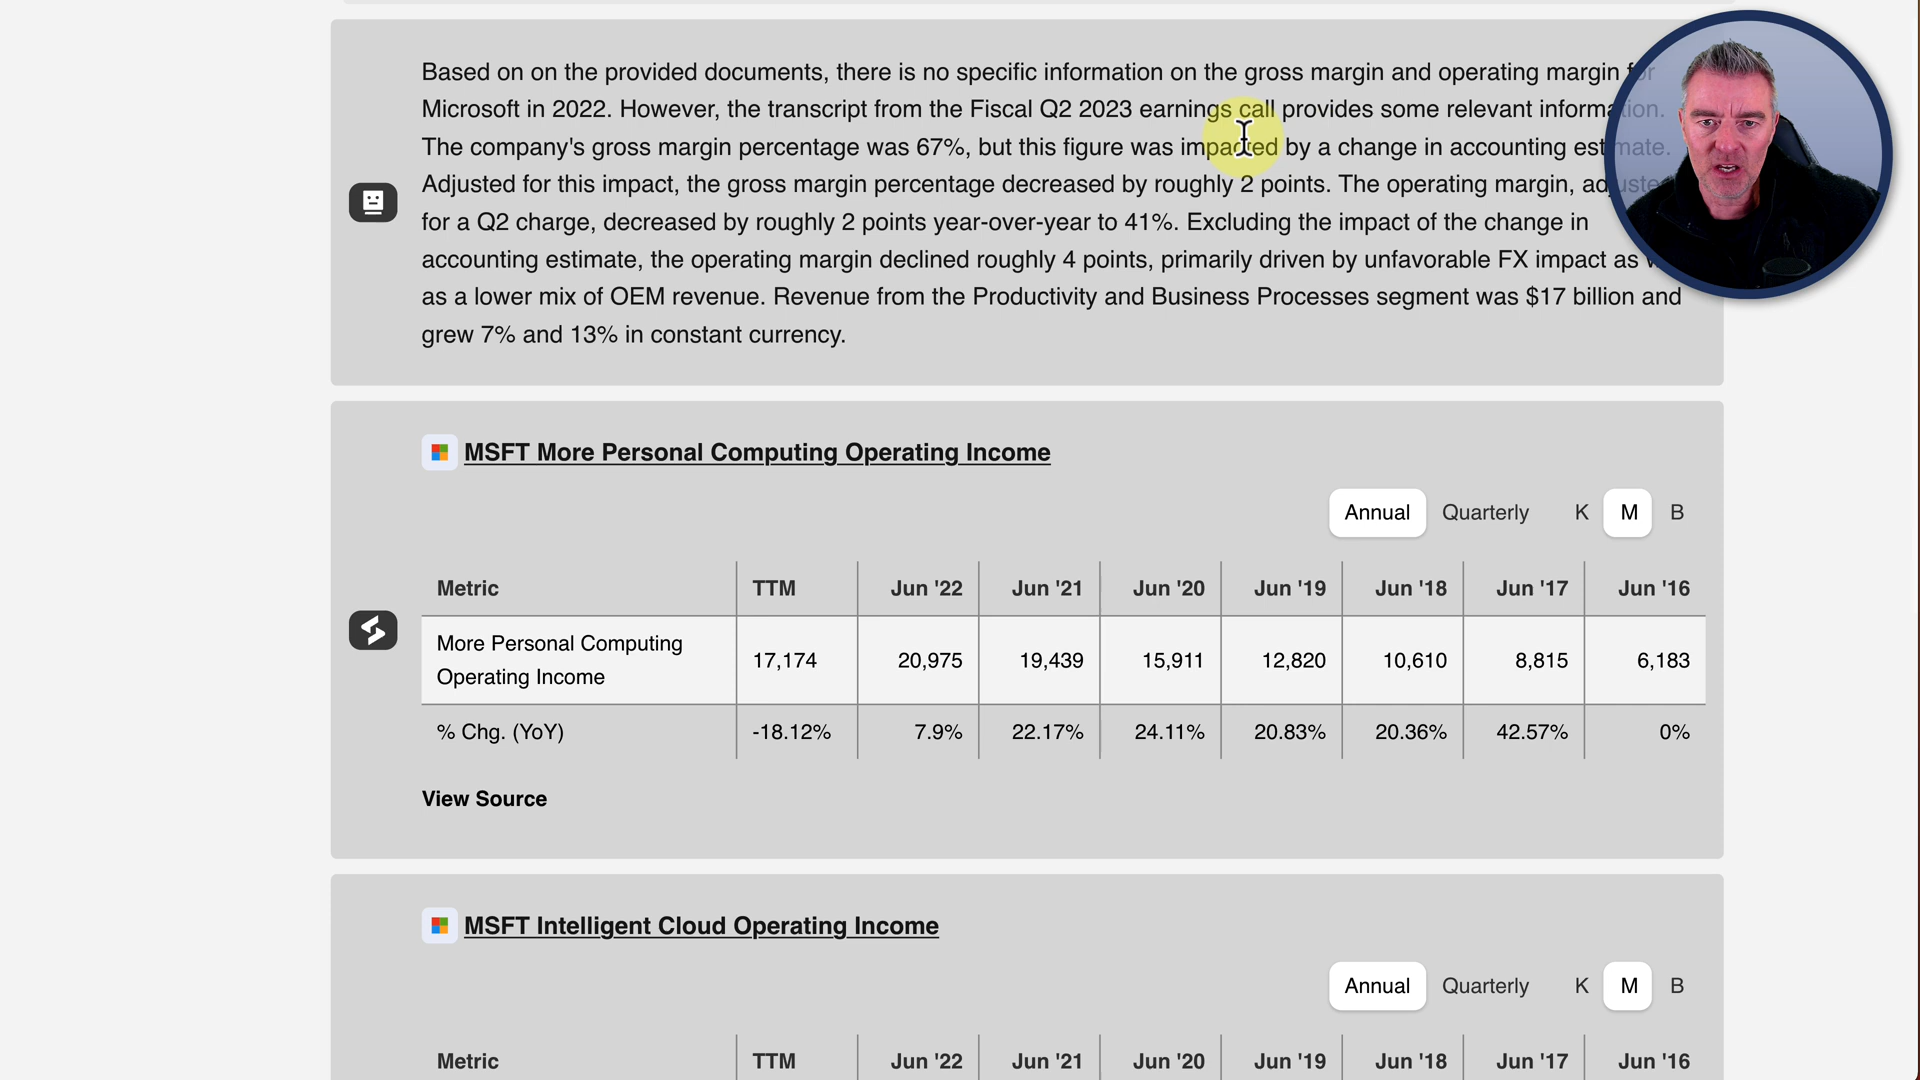 Based on on the provided documents, there is no specific information on the gross margin and operating margin for
Microsoft in 2022. However, the transcript from the Fiscal Q2 2023 earnings call provides some relevant information.
The company's gross margin percentage was 67%, but this figure was impacted by a change in accounting estimate.
Adjusted for this impact, the gross margin percentage decreased by roughly 2 points. The operating margin, adjusted
for a Q2 charge, decreased by roughly 2 points year-over-year to 41%. Excluding the impact of the change in
accounting estimate, the operating margin declined roughly 4 points, primarily driven by unfavorable FX impact as
as a lower mix of OEM revenue. Revenue from the Productivity and Business Processes segment was $17 billion and
grew 7% and 13% in constant currency.
MSFT More Personal Computing Operating Income
Annual Quarterly K M B
Metric TTM Jun '22 Jun '21 Jun '20 Jun '19 Jun '18 Jun '17 Jun '16
More Personal Computing
Operating Income 17,174 20,975 19,439 15,911 12,820 10,610 8,815 6,183
% Chg. (YoY) -18.12% 7.9% 22.17% 24.11% 20.83% 20.36% 42.57% 0%
View Source
MSFT Intelligent Cloud Operating Income
Annual Quarterly K M B
Metric TTM Jun '22 Jun '21 Jun '20 Jun '19 Jun '18 Jun '17 Jun '16